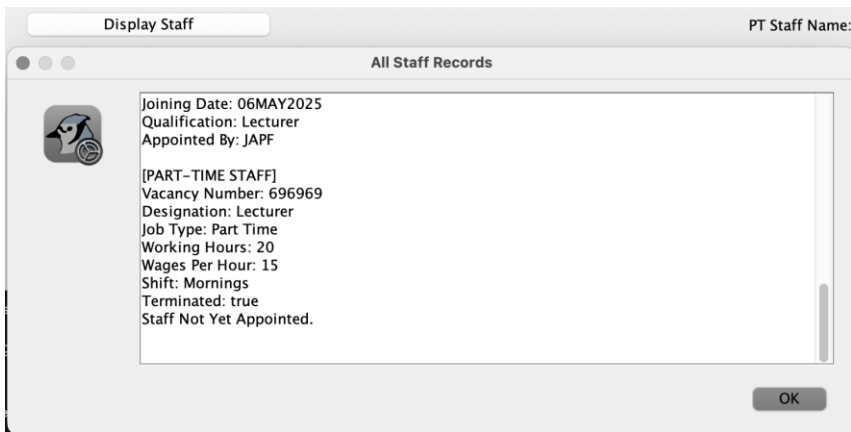 Display Staff
PT Staff Name:
All Staff Records
Joining Date: 06MAY2025
Qualification: Lecturer
Appointed By: JAPF
[PART-TIME STAFF]
Vacancy Number: 696969
Designation: Lecturer
Job Type: Part Time
Working Hours: 20
Wages Per Hour: 15
Shift: Mornings
Terminated: true
Staff Not Yet Appointed.
OK